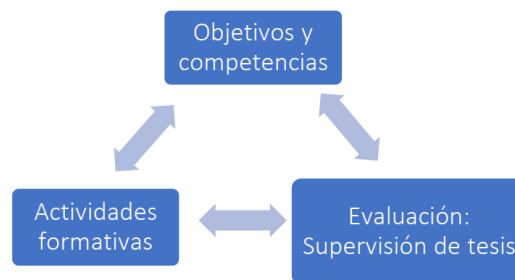 Objetivos y
competencias
Actividades
formativas
Evaluación:
Supervisión de tesis